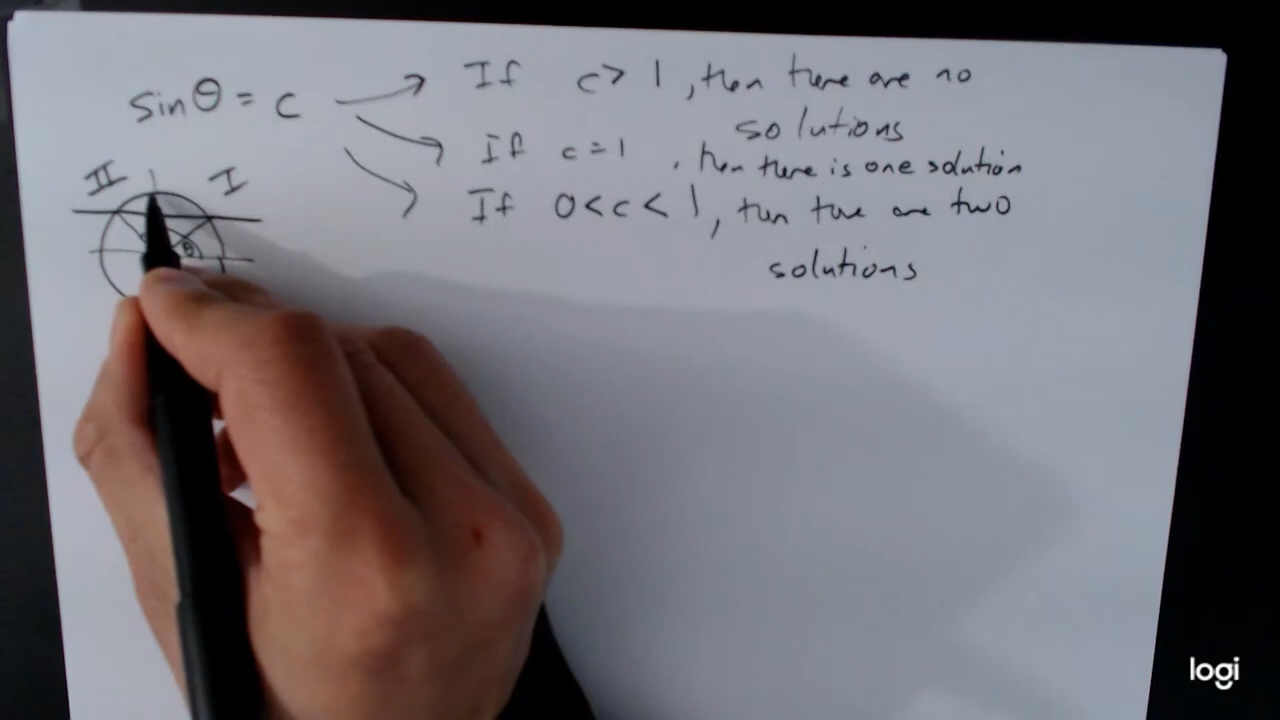 sinθ = c
If c > 1, then there are no
solutions
If c = 1, then there is one solution
If 0 < c < 1, then there are two
solutions
II I
θ
logi